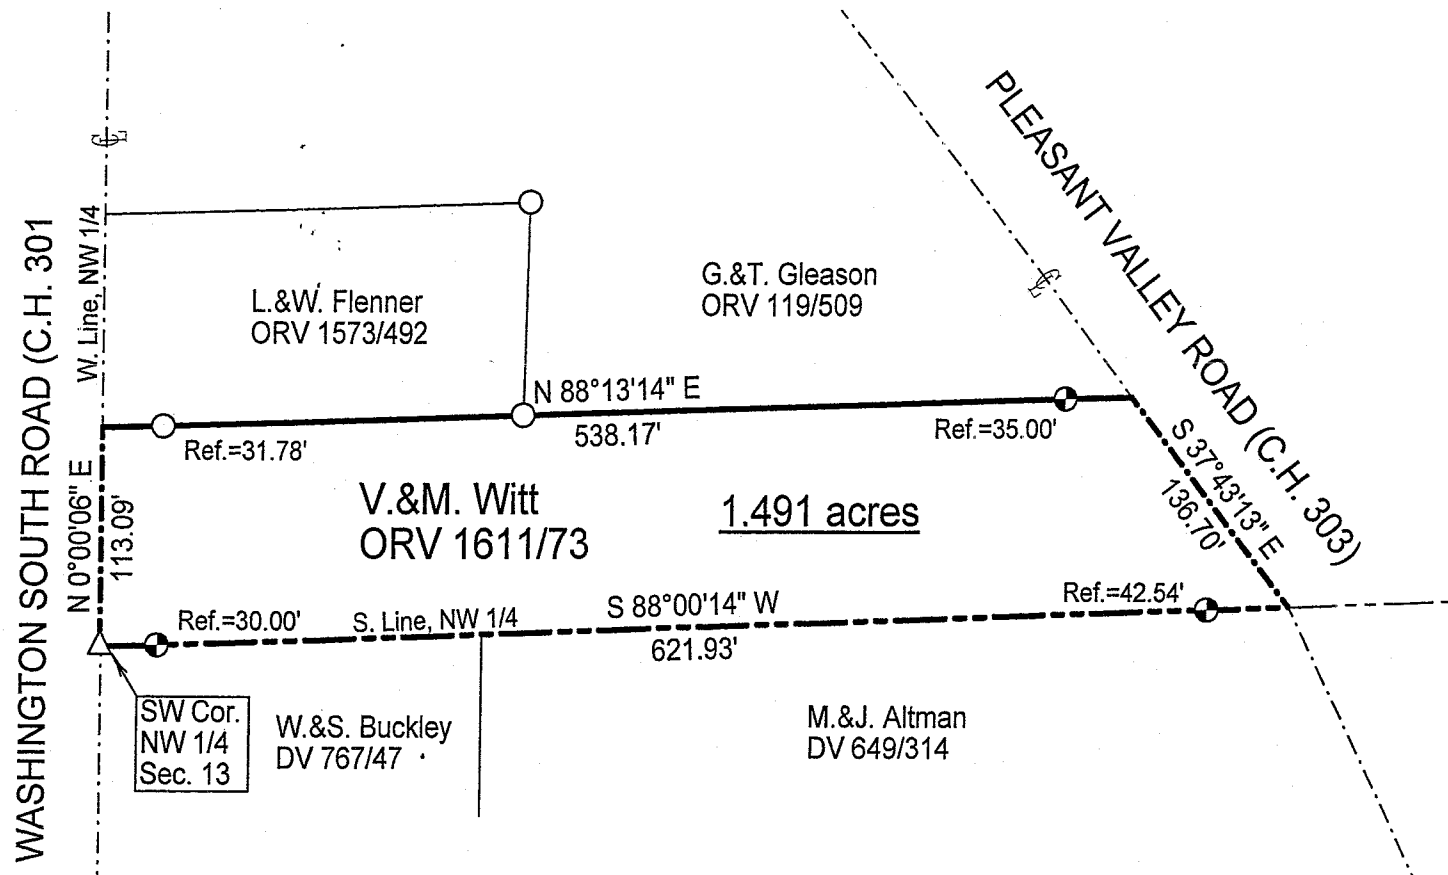 WASHINGTON SOUTH ROAD (C.H. 301
W. Line, NW 1/4
PLEASANT VALLEY ROAD (C.H. 303)
L.&W. Flenner
ORV 1573/492
G.&T. Gleason
ORV 119/509
N 88°13'14" E
538.17'
Ref.=31.78'
Ref.=35.00'
N 0°00'06" E
113.09'
V.&M. Witt
ORV 1611/73
1.491 acres
S 37°43'13" E
136.70'
Ref.=30.00'
S. Line, NW 1/4
S 88°00'14" W
621.93'
Ref.=42.54'
SW Cor.
NW 1/4
Sec. 13
W.&S. Buckley
DV 767/47
M.&J. Altman
DV 649/314